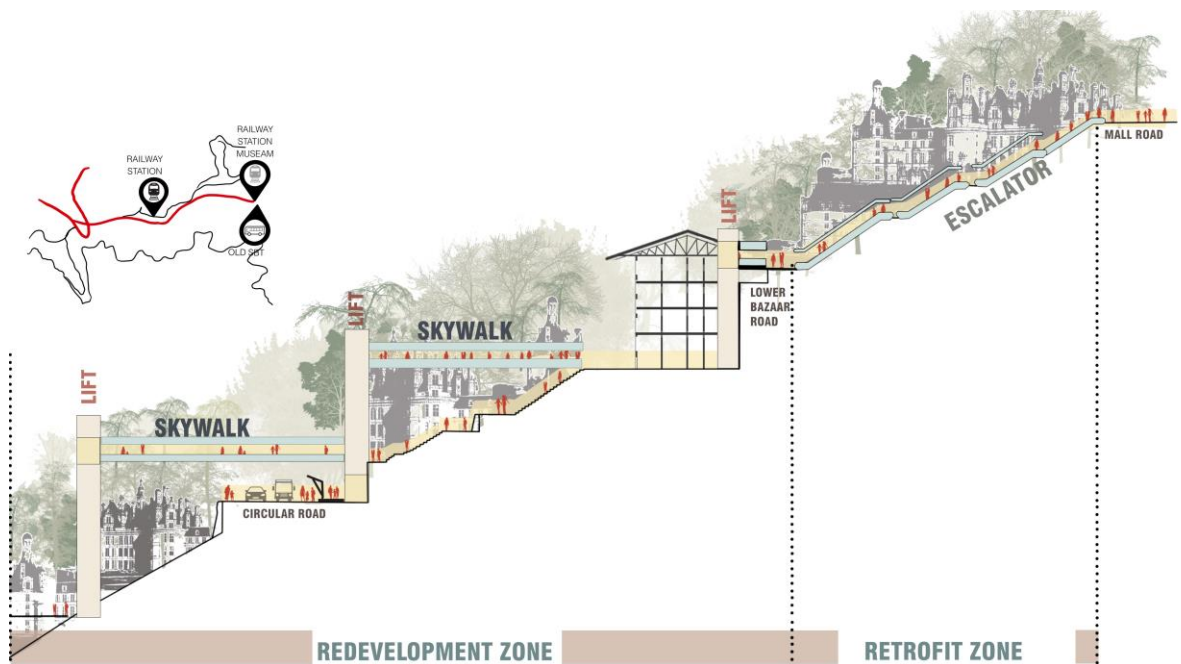 RAILWAY
STATION
MUSEAM
RAILWAY
STATION
OLD SBT
MALL ROAD
ESCALATOR
LIFT
LOWER
BAZAAR
ROAD
LIFT
SKYWALK
LIFT
SKYWALK
CIRCULAR ROAD
REDEVELOPMENT ZONE
RETROFIT ZONE